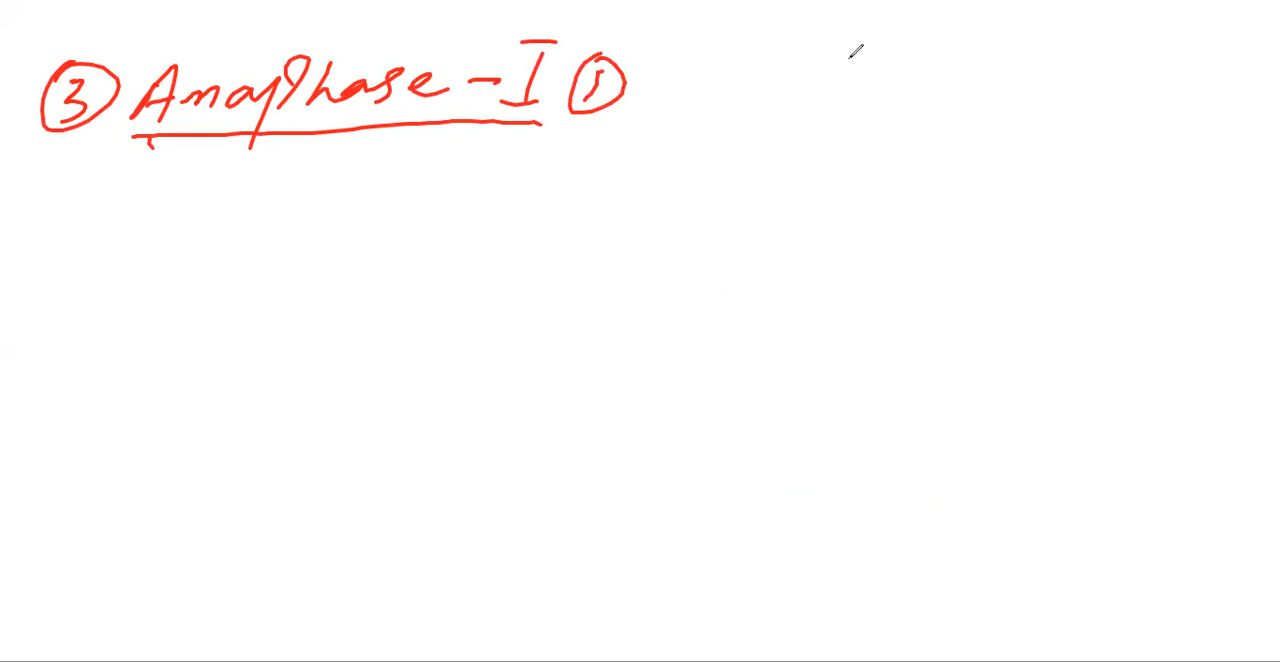 ③ Anaphase - I ①